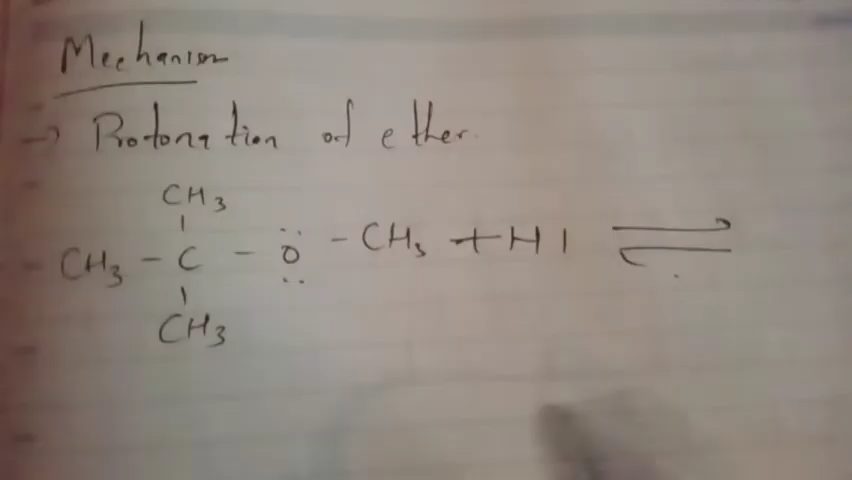 Mechanism
→ Protonation of ether.
CH3
CH3 - C - Ö - CH3 + HI ⇌
CH3